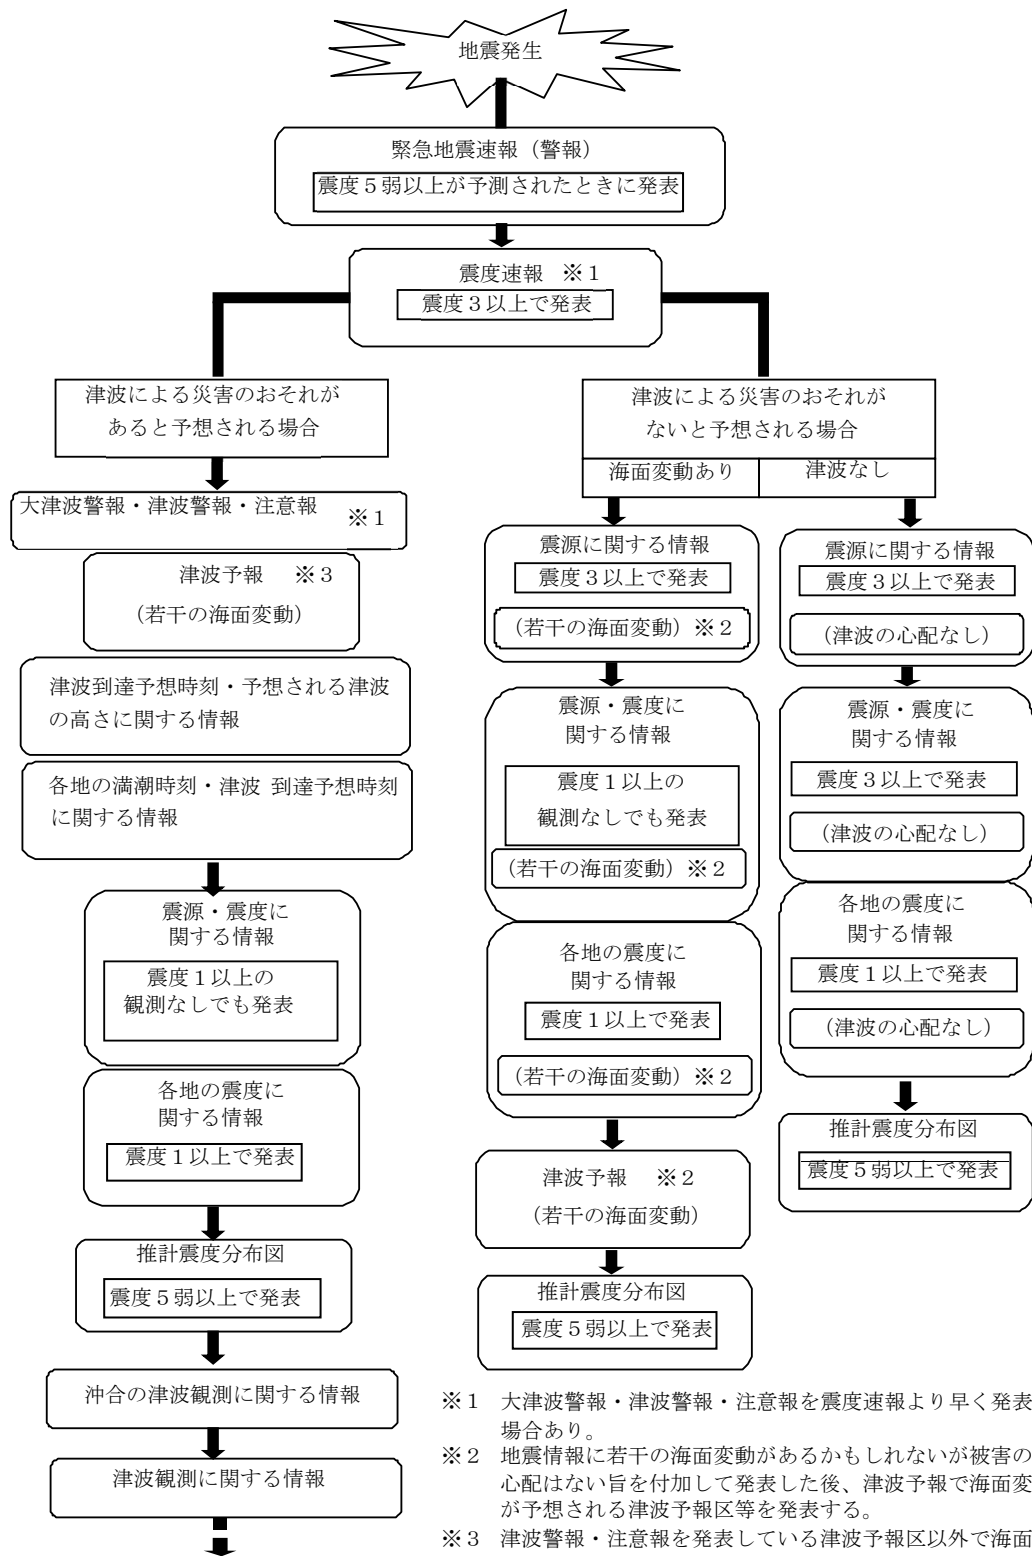 地震発生
緊急地震速報（警報）
震度５弱以上が予測されたときに発表
震度速報　※１
震度３以上で発表
津波による災害のおそれが
あると予想される場合
大津波警報・津波警報・注意報　※１
津波予報　※３
（若干の海面変動）
津波到達予想時刻・予想される津波
の高さに関する情報
各地の満潮時刻・津波 到達予想時刻
に関する情報
震源・震度に
関する情報
震度１以上の
観測なしでも発表
各地の震度に
関する情報
震度１以上で発表
推計震度分布図
震度５弱以上で発表
沖合の津波観測に関する情報
津波観測に関する情報
津波による災害のおそれが
ないと予想される場合
海面変動あり
津波なし
震源に関する情報
震度３以上で発表
（若干の海面変動）※２
震源・震度に
関する情報
震度１以上の
観測なしでも発表
（若干の海面変動）※２
各地の震度に
関する情報
震度１以上で発表
（若干の海面変動）※２
津波予報　※２
（若干の海面変動）
推計震度分布図
震度５弱以上で発表
震源に関する情報
震度３以上で発表
（津波の心配なし）
震源・震度に
関する情報
震度３以上で発表
（津波の心配なし）
各地の震度に
関する情報
震度１以上で発表
（津波の心配なし）
推計震度分布図
震度５弱以上で発表
※１　大津波警報・津波警報・注意報を震度速報より早く発表
場合あり。
※２　地震情報に若干の海面変動があるかもしれないが被害の
心配はない旨を付加して発表した後、津波予報で海面変
が予想される津波予報区等を発表する。
※３　津波警報・注意報を発表している津波予報区以外で海面